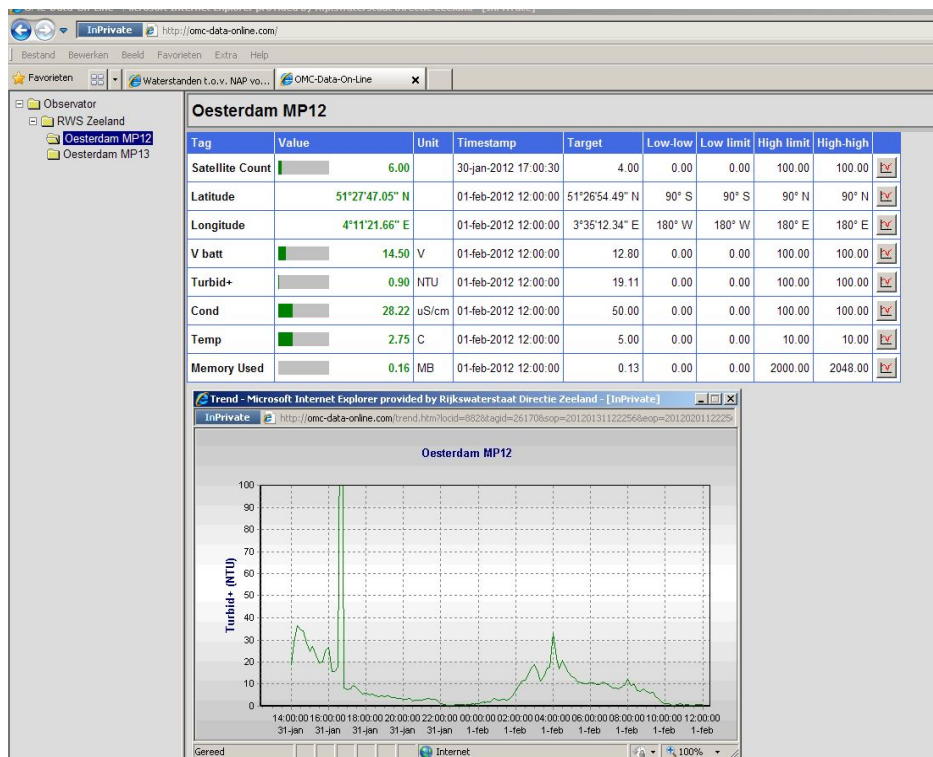 InPrivate http://omc-data-online.com/
Bestand Bewerken Beeld Favorieten Extra Help
Favorieten Waterstanden t.o.v. NAP vo... OMC-Data-On-Line
Observator
RWS Zeeland
Oesterdam MP12
Oesterdam MP13
Oesterdam MP12
Tag Value Unit Timestamp Target Low-low Low limit High limit High-high
Satellite Count 6.00 30-jan-2012 17:00:30 4.00 0.00 0.00 100.00 100.00
Latitude 51°27'47.05" N 01-feb-2012 12:00:00 51°26'54.49" N 90° S 90° S 90° N 90° N
Longitude 4°11'21.66" E 01-feb-2012 12:00:00 3°35'12.34" E 180° W 180° W 180° E 180° E
V batt 14.50 V 01-feb-2012 12:00:00 12.80 0.00 0.00 100.00 100.00
Turbid+ 0.90 NTU 01-feb-2012 12:00:00 19.11 0.00 0.00 100.00 100.00
Cond 28.22 uS/cm 01-feb-2012 12:00:00 50.00 0.00 0.00 100.00 100.00
Temp 2.75 C 01-feb-2012 12:00:00 5.00 0.00 0.00 10.00 10.00
Memory Used 0.16 MB 01-feb-2012 12:00:00 0.13 0.00 0.00 2000.00 2048.00
Trend - Microsoft Internet Explorer provided by Rijkswaterstaat Directie Zeeland - [InPrivate]
InPrivate http://omc-data-online.com/trend.htm?locid=882&tagid=26170&sop=20120131122256&eop=2012020112225
Oesterdam MP12
100
90
80
70
60
50
40
30
20
10
0
Turbid+ (NTU)
14:00:00 16:00:00 18:00:00 20:00:00 22:00:00 00:00:00 02:00:00 04:00:00 06:00:00 08:00:00 10:00:00 12:00:00
31-jan 31-jan 31-jan 31-jan 31-jan 1-feb 1-feb 1-feb 1-feb 1-feb 1-feb 1-feb
Gereed Internet 100%